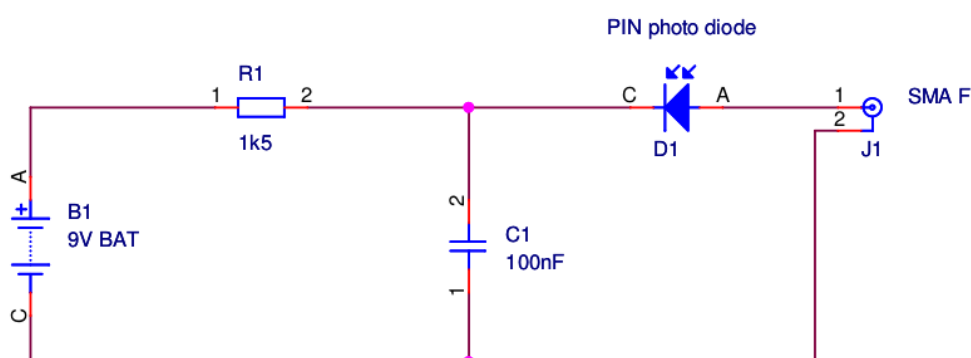 PIN photo diode
R1
1 2
C A
1
SMA F
2
1k5
D1
J1
A
+
B1
9V BAT
2
C1
100nF
1
C